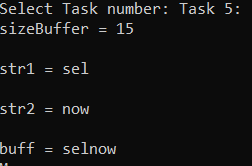 Select Task number: Task 5:
sizeBuffer = 15
str1 = sel
str2 = now
buff = selnow